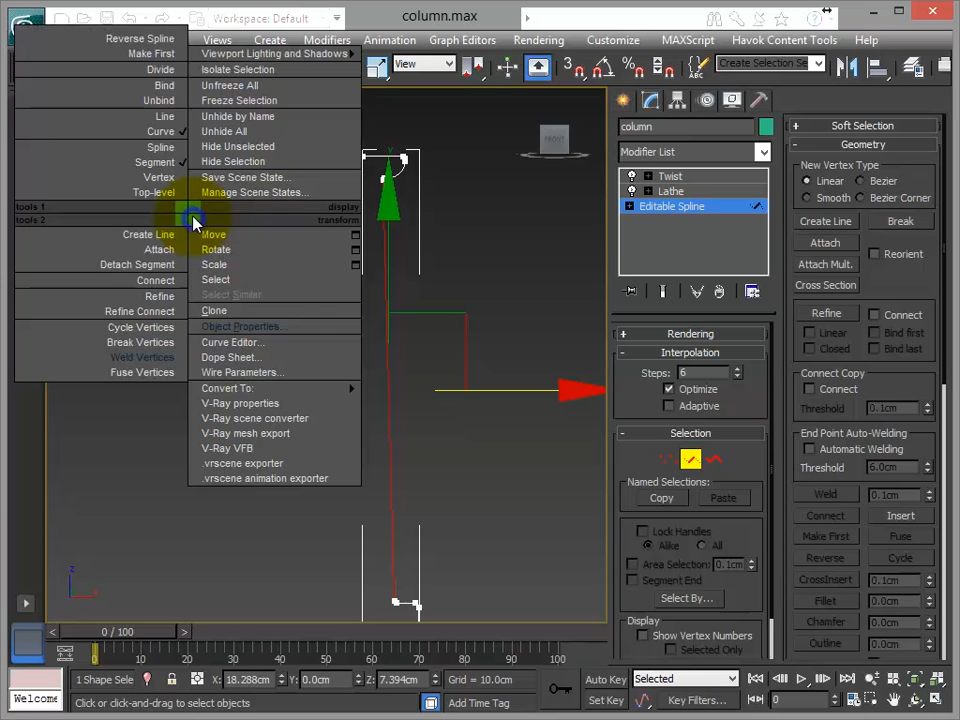 Workspace: Default
column.max
Views
Create
Modifiers
Animation
Graph Editors
Rendering
Customize
MAXScript
Havok Tools
Help
View
Create Selection Se
Reverse Spline
Make First
Divide
Bind
Unbind
Line
Curve
Spline
Segment
Vertex
Top-level
tools 1
tools 2
Create Line
Attach
Detach Segment
Connect
Refine
Refine Connect
Cycle Vertices
Break Vertices
Weld Vertices
Fuse Vertices
Viewport Lighting and Shadows
Isolate Selection
Unfreeze All
Freeze Selection
Unhide by Name
Unhide All
Hide Unselected
Hide Selection
Save Scene State...
Manage Scene States...
display
transform
Move
Rotate
Scale
Select
Select Similar
Clone
Object Properties...
Curve Editor...
Dope Sheet...
Wire Parameters...
Convert To:
V-Ray properties
V-Ray scene converter
V-Ray mesh export
V-Ray VFB
.vrscene exporter
.vrscene animation exporter
y
FRONT
z
x
column
Modifier List
Twist
Lathe
Editable Spline
Rendering
Interpolation
Steps: 6
Optimize
Adaptive
Selection
Named Selections:
Copy
Paste
Lock Handles
Alike
All
Area Selection: 0.1cm
Segment End
Select By...
Display
Show Vertex Numbers
Selected Only
Soft Selection
Geometry
New Vertex Type
Linear
Bezier
Smooth
Bezier Corner
Create Line
Break
Attach
Reorient
Attach Mult.
Cross Section
Refine
Connect
Linear
Bind first
Closed
Bind last
Connect Copy
Connect
Threshold
0.1cm
End Point Auto-Welding
Automatic Welding
Threshold
6.0cm
Weld
0.1cm
Connect
Insert
Make First
Fuse
Reverse
Cycle
CrossInsert
0.1cm
Fillet
0.0cm
Chamfer
0.0cm
Outline
0.0cm
< 0 / 100 >
0 10 20 30 40 50 60 70 80 90 100
1 Shape Sele
X: 18.288cm
Y: 0.0cm
Z: 7.394cm
Grid = 10.0cm
Auto Key
Selected
Welcome
Click or click-and-drag to select objects
Add Time Tag
Set Key
Key Filters...
0